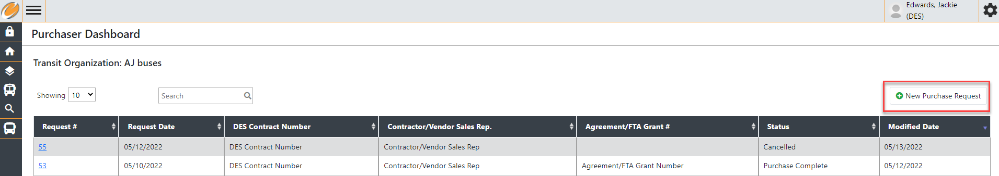 Edwards, Jackie
(DES)
Purchaser Dashboard
Transit Organization: AJ buses
Showing 10 Search New Purchase Request
Request # Request Date DES Contract Number Contractor/Vendor Sales Rep. Agreement/FTA Grant # Status Modified Date
55 05/12/2022 DES Contract Number Contractor/Vendor Sales Rep Cancelled 05/13/2022
53 05/10/2022 DES Contract Number Contractor/Vendor Sales Rep Agreement/FTA Grant Number Purchase Complete 05/12/2022